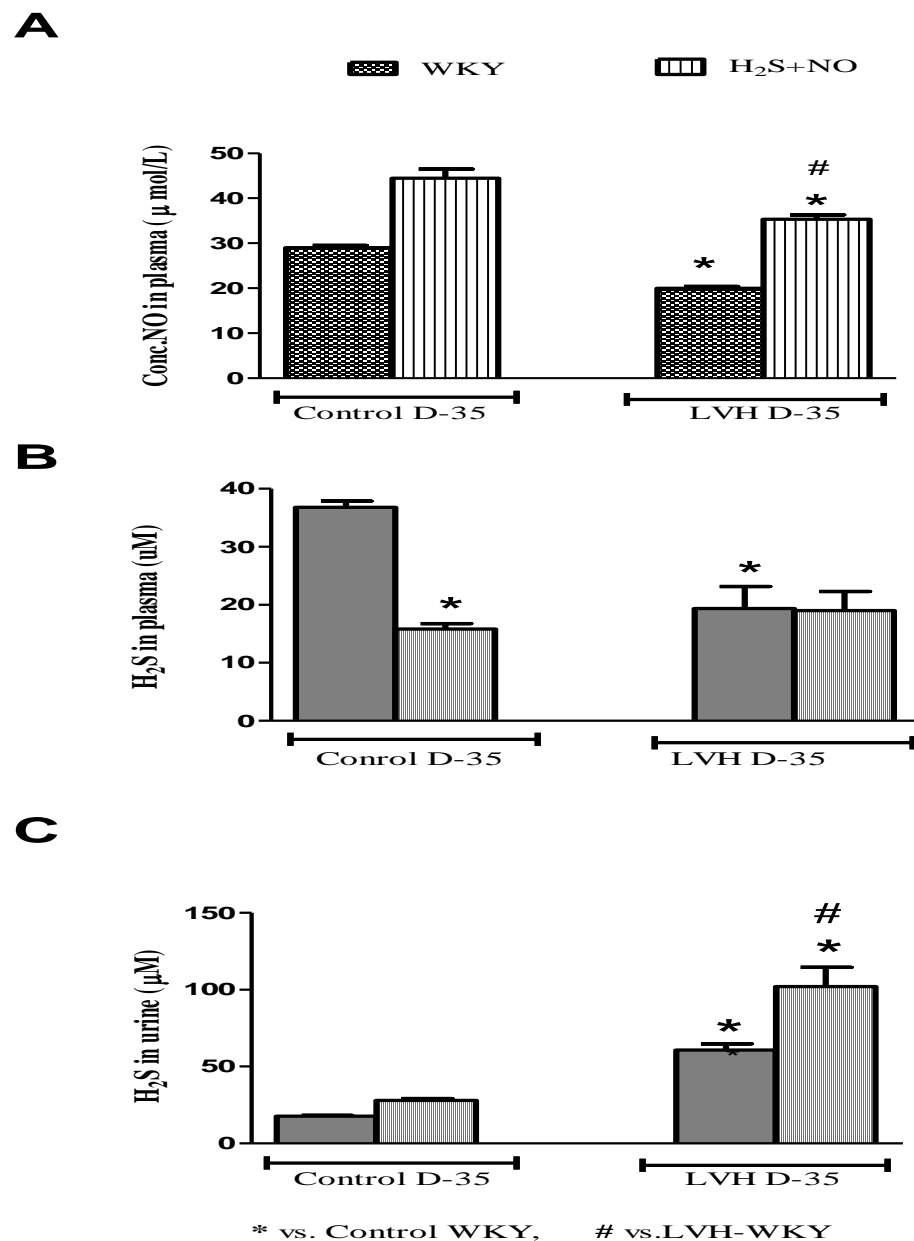 A
WKY H₂S+NO
Conc.NO in plasma (μ mol/L)
50
40
30
20
10
0
#
*
*
Control D-35 LVH D-35
B
H₂S in plasma (uM)
40
30
20
10
0
*
*
Conrol D-35 LVH D-35
C
H₂S in urine (μM)
150
100
50
0
#
*
*
*
Control D-35 LVH D-35
* vs. Control WKY, # vs.LVH-WKY